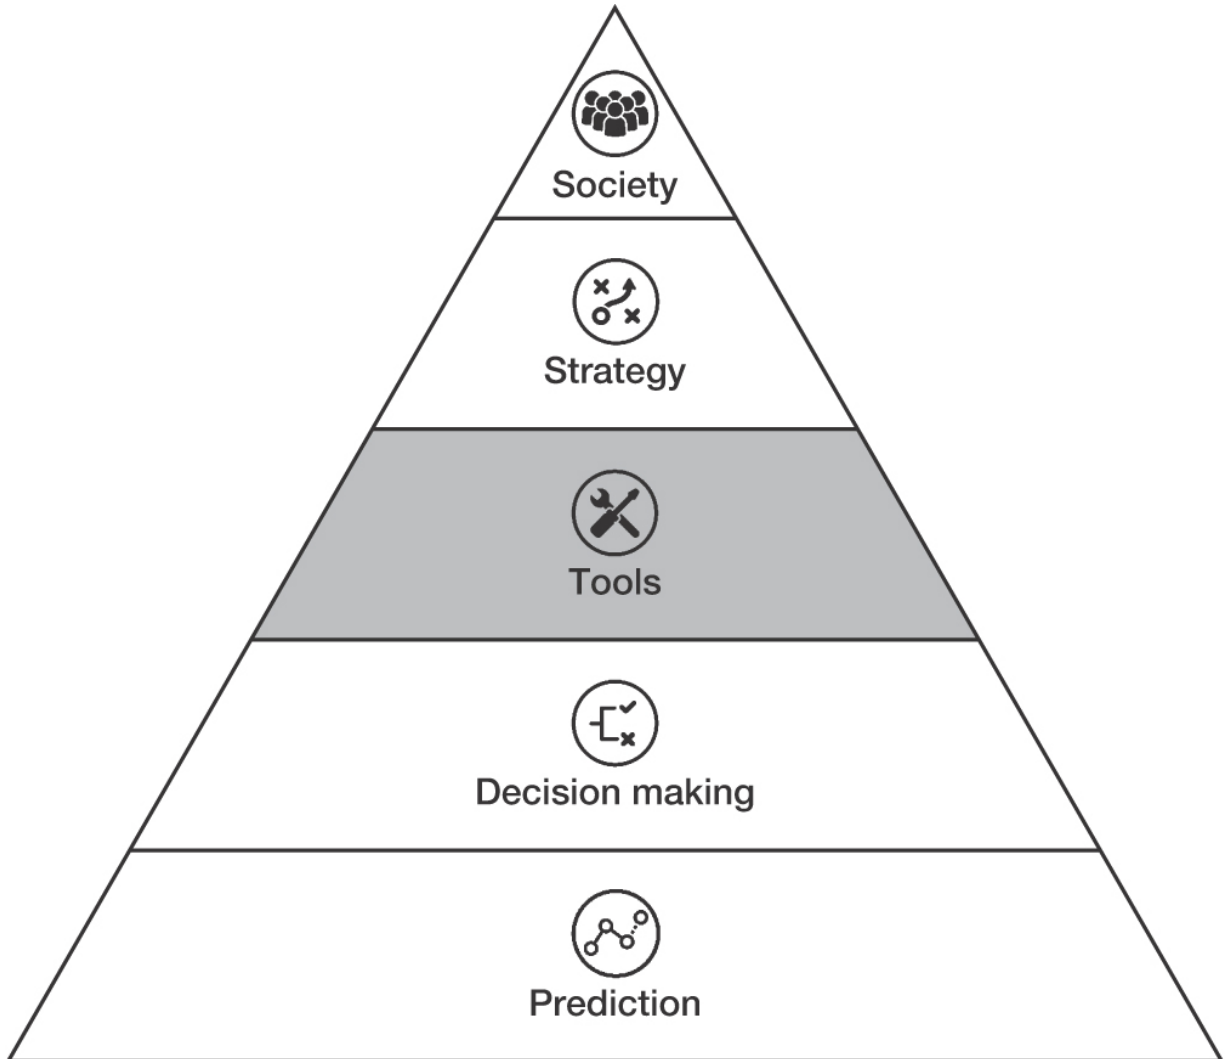 Society
Strategy
Tools
Decision making
Prediction